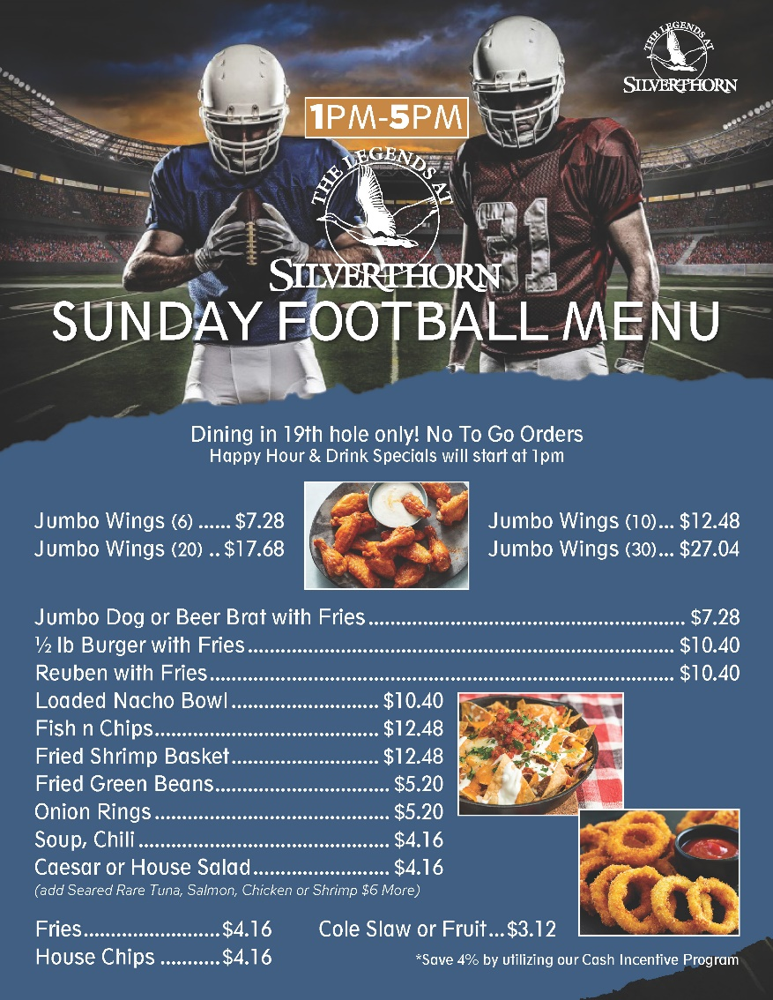 THE LEGENDS AT
SILVERTHORN
1PM-5PM
THE LEGENDS AT
SILVERTHORN
31
SUNDAY FOOTBALL MENU
Dining in 19th hole only! No To Go Orders
Happy Hour & Drink Specials will start at 1pm
Jumbo Wings (6) ...... $7.28
Jumbo Wings (10)... $12.48
Jumbo Wings (20) .. $17.68
Jumbo Wings (30)... $27.04
Jumbo Dog or Beer Brat with Fries.......................................................... $7.28
½ lb Burger with Fries.............................................................................. $10.40
Reuben with Fries..................................................................................... $10.40
Loaded Nacho Bowl........................... $10.40
Fish n Chips......................................... $12.48
Fried Shrimp Basket........................... $12.48
Fried Green Beans................................ $5.20
Onion Rings........................................... $5.20
Soup, Chili.............................................. $4.16
Caesar or House Salad......................... $4.16
(add Seared Rare Tuna, Salmon, Chicken or Shrimp $6 More)
Fries.........................$4.16
Cole Slaw or Fruit...$3.12
House Chips ...........$4.16
*Save 4% by utilizing our Cash Incentive Program